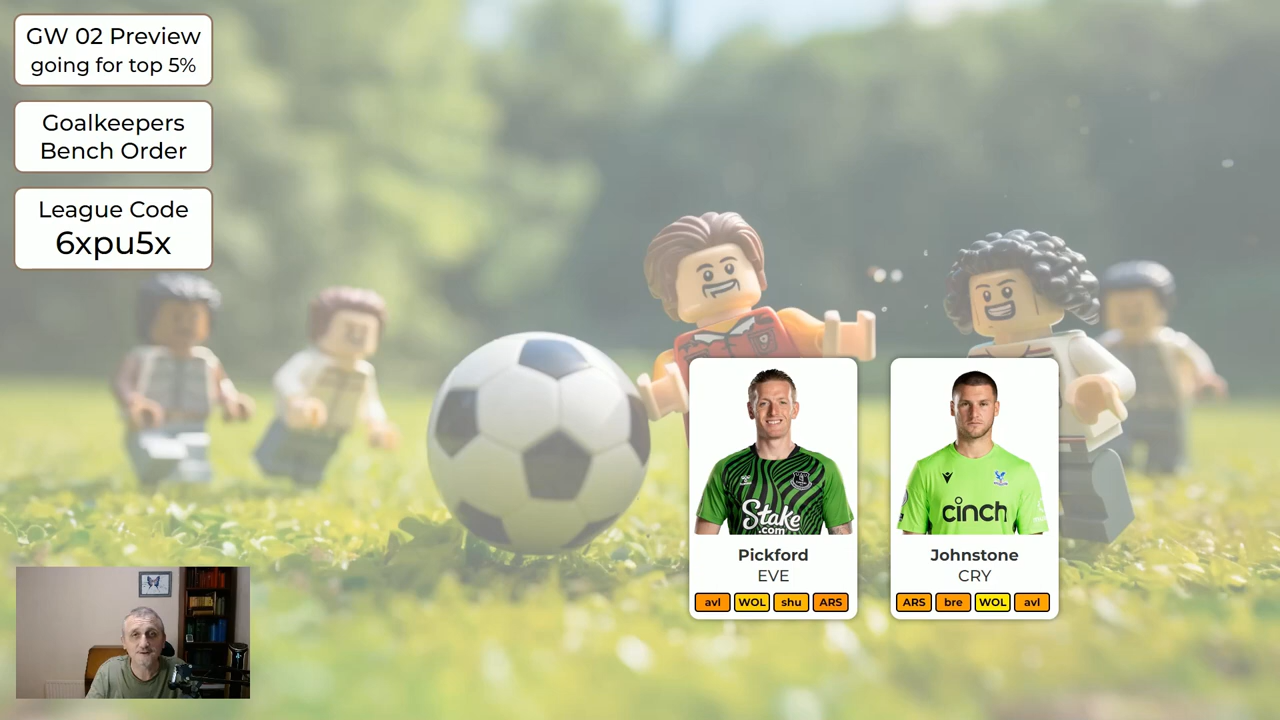 GW 02 Preview
going for top 5%
Goalkeepers
Bench Order
League Code
6xpu5x
Stake
.com
cinch
Pickford
EVE
avl WOL shu ARS
Johnstone
CRY
ARS bre WOL avl